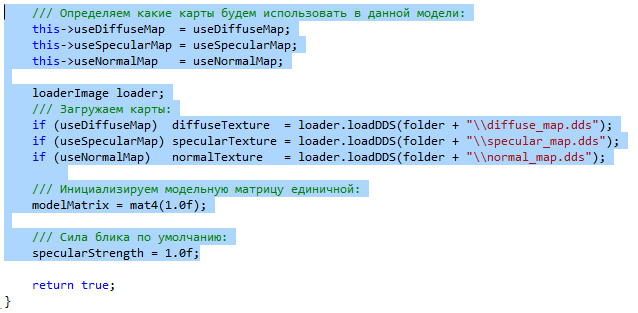 /// Определяем какие карты будем использовать в данной модели:
this->useDiffuseMap  = useDiffuseMap;
this->useSpecularMap = useSpecularMap;
this->useNormalMap   = useNormalMap;
loaderImage loader;
/// Загружаем карты:
if (useDiffuseMap)  diffuseTexture  = loader.loadDDS(folder + "\\diffuse_map.dds");
if (useSpecularMap) specularTexture = loader.loadDDS(folder + "\\specular_map.dds");
if (useNormalMap)   normalTexture   = loader.loadDDS(folder + "\\normal_map.dds");
/// Инициализируем модельную матрицу единичной:
modelMatrix = mat4(1.0f);
/// Сила блика по умолчанию:
specularStrength = 1.0f;
return true;
}